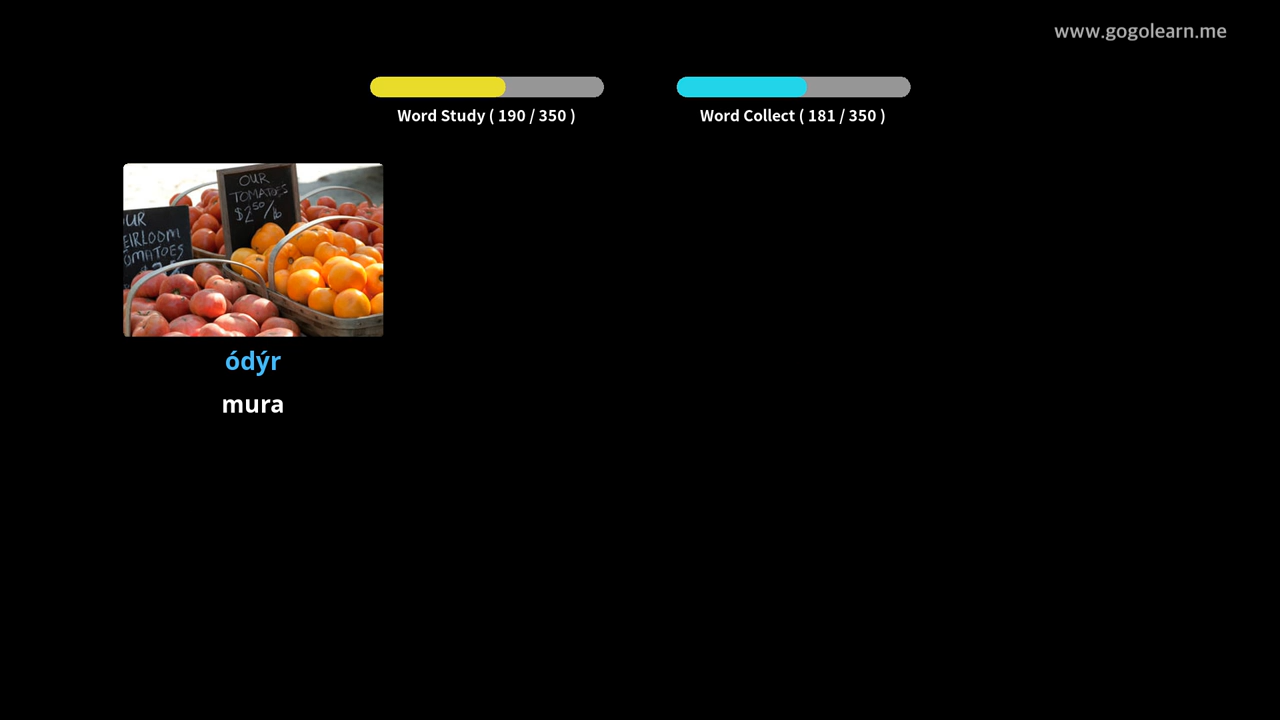 www.gogolearn.me
Word Study ( 190 / 350 )
Word Collect ( 181 / 350 )
OUR
TOMATOES
$2.50/lb
UR
EIRLOOM
OMATOES
ódýr
mura